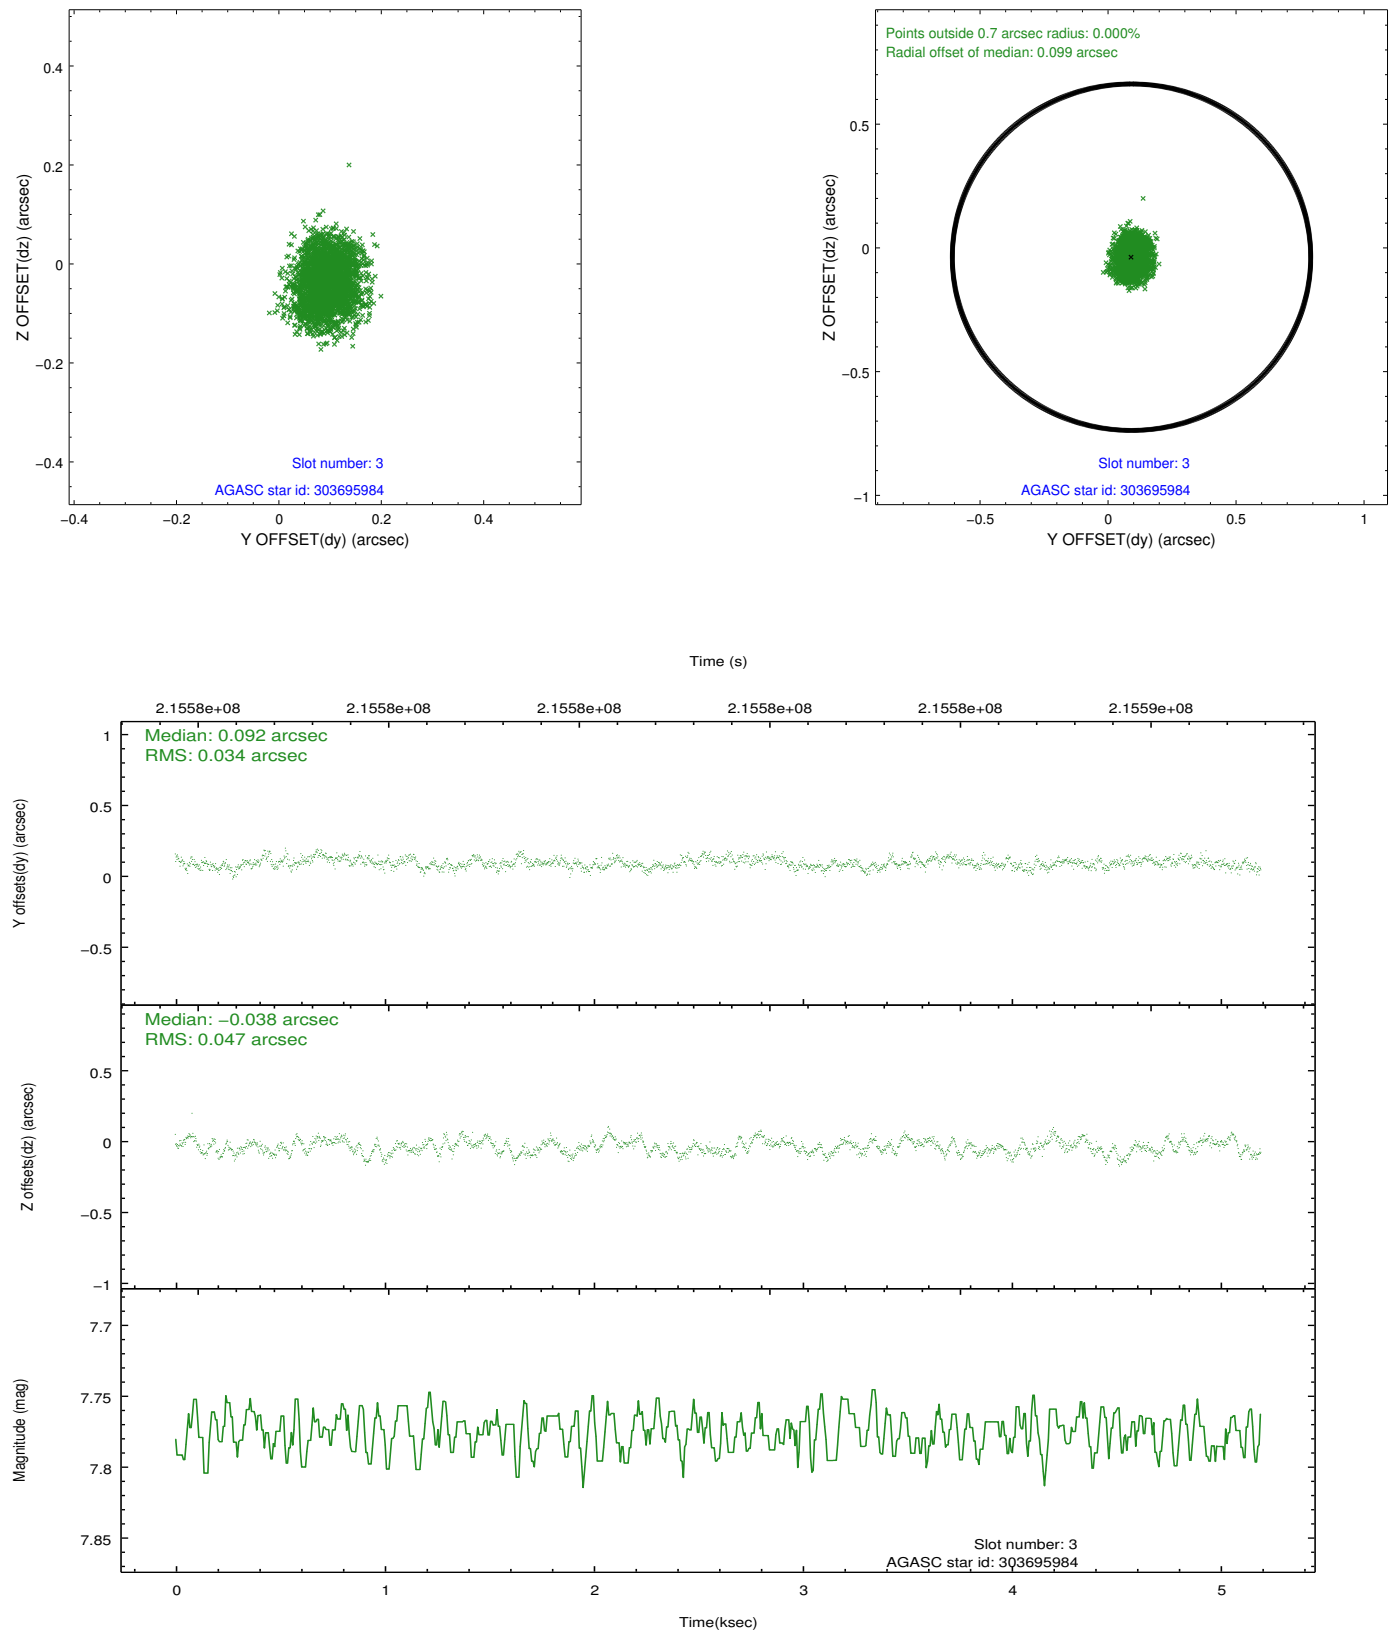 0.4
0.2
0
−0.2
−0.4
Z OFFSET(dz) (arcsec)
Slot number: 3
AGASC star id: 303695984
−0.4 −0.2 0 0.2 0.4
Y OFFSET(dy) (arcsec)
Points outside 0.7 arcsec radius: 0.000%
Radial offset of median: 0.099 arcsec
0.5
0
−0.5
−1
Z OFFSET(dz) (arcsec)
Slot number: 3
AGASC star id: 303695984
−0.5 0 0.5 1
Y OFFSET(dy) (arcsec)
Time (s)
2.1558e+08 2.1558e+08 2.1558e+08 2.1558e+08 2.1558e+08 2.1559e+08
Median: 0.092 arcsec
RMS: 0.034 arcsec
1
0.5
0
−0.5
Y offsets(dy) (arcsec)
Median: −0.038 arcsec
RMS: 0.047 arcsec
0.5
0
−0.5
−1
Z offsets(dz) (arcsec)
7.7
7.75
7.8
7.85
Magnitude (mag)
Slot number: 3
AGASC star id: 303695984
0 1 2 3 4 5
Time(ksec)